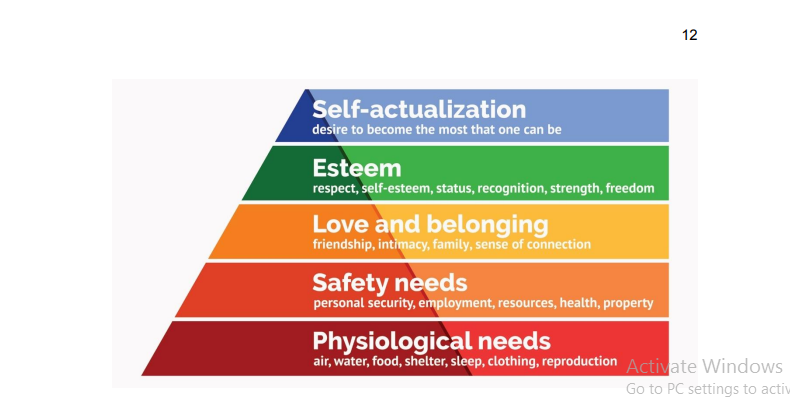 12
Self-actualization
desire to become the most that one can be
Esteem
respect, self-esteem, status, recognition, strength, freedom
Love and belonging
friendship, intimacy, family, sense of connection
Safety needs
personal security, employment, resources, health, property
Physiological needs
air, water, food, shelter, sleep, clothing, reproduction
Activate Windows
Go to PC settings to activ